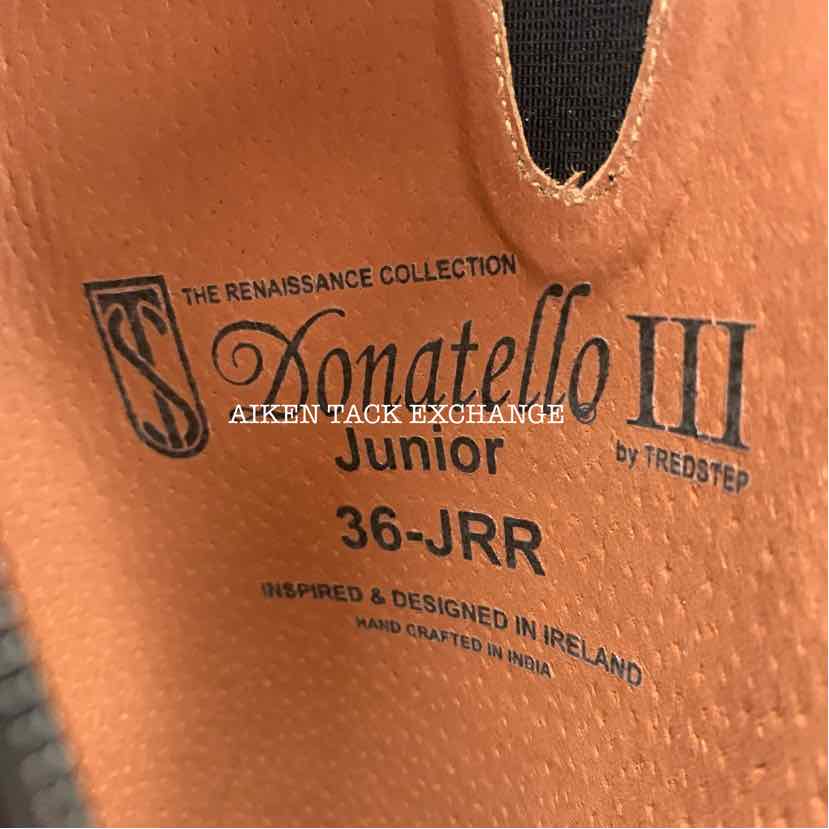 THE RENAISSANCE COLLECTION
TS Donatello® III
AIKEN TACK EXCHANGE
Junior
by TREDSTEP
36-JRR
INSPIRED & DESIGNED IN IRELAND
HAND CRAFTED IN INDIA